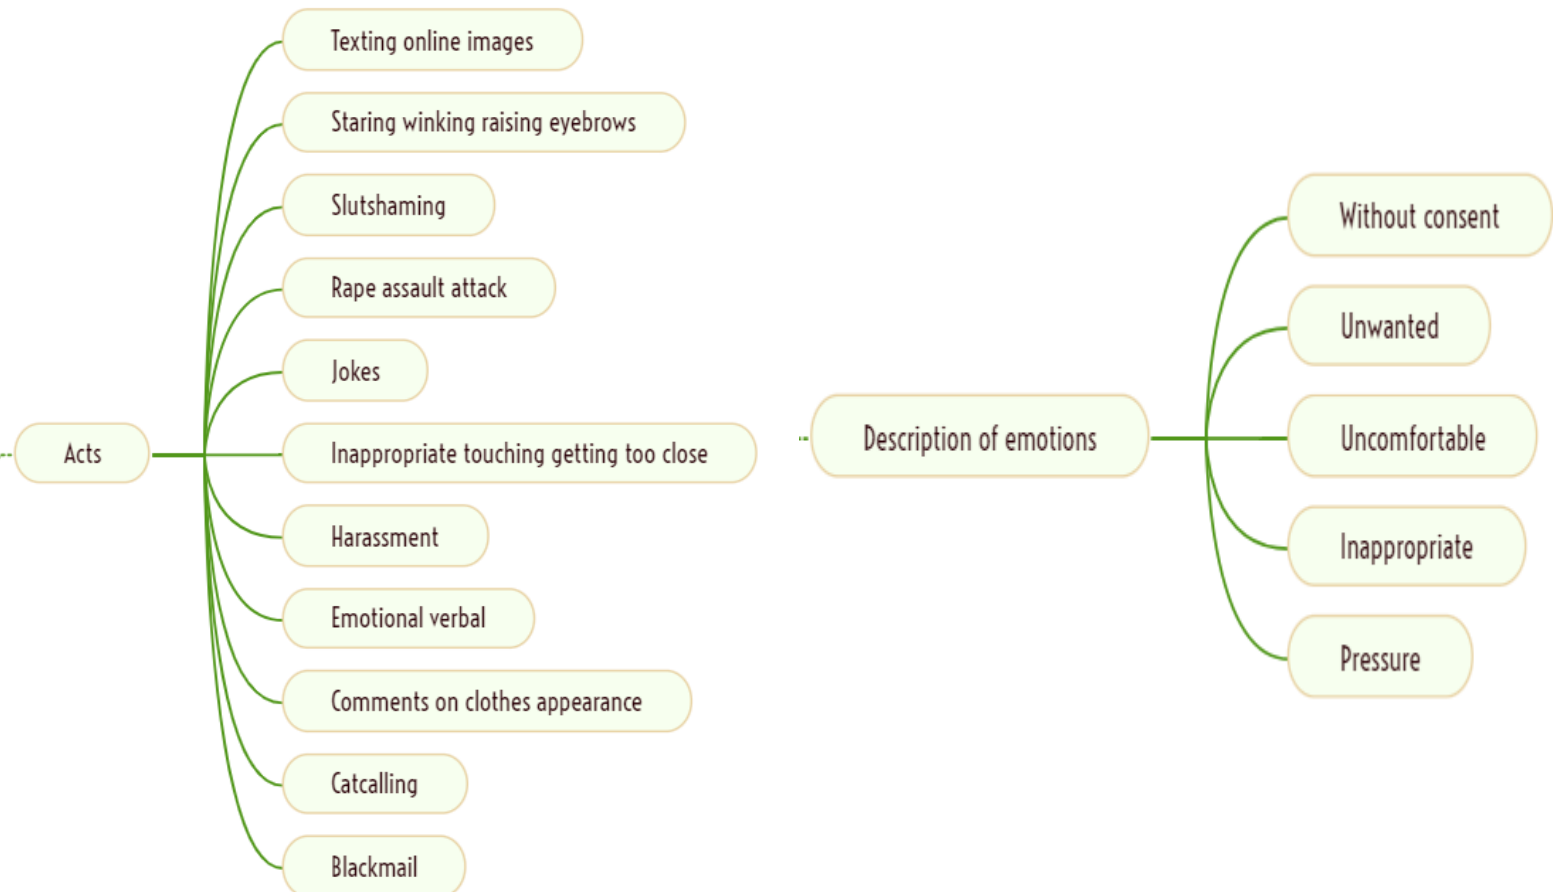 Acts
Texting online images
Staring winking raising eyebrows
Slutshaming
Rape assault attack
Jokes
Inappropriate touching getting too close
Harassment
Emotional verbal
Comments on clothes appearance
Catcalling
Blackmail
Description of emotions
Without consent
Unwanted
Uncomfortable
Inappropriate
Pressure